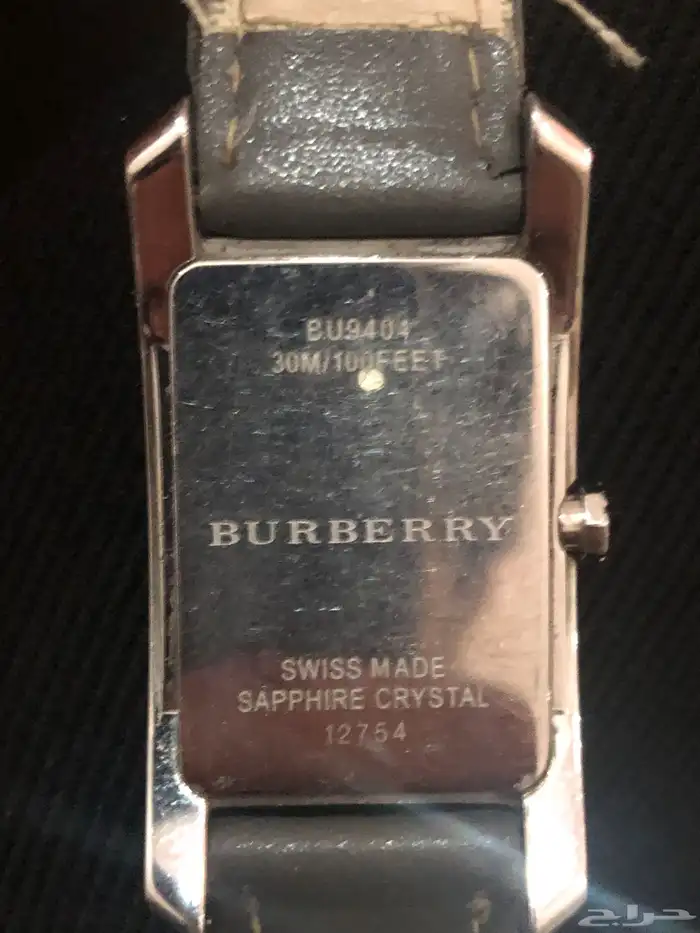 BU9404
30M/100FEET
BURBERRY
SWISS MADE
SAPPHIRE CRYSTAL
12754
حراج